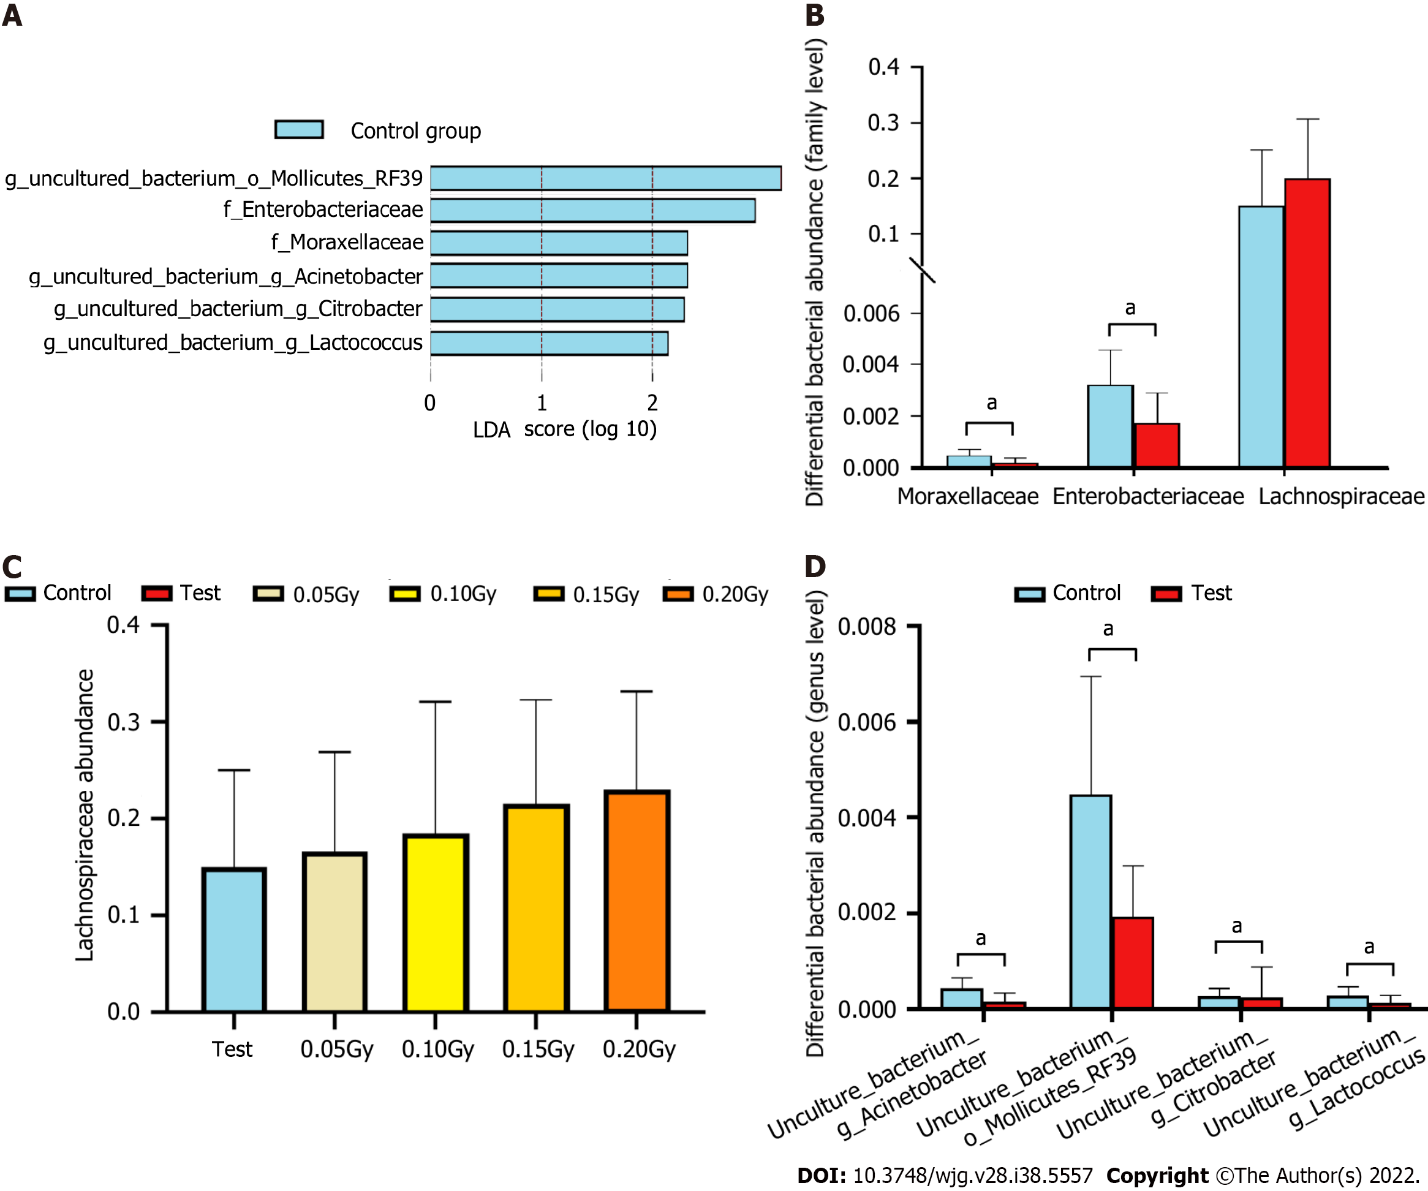 A
Control group
g_uncultured_bacterium_o_Mollicutes_RF39
f_Enterobacteriaceae
f_Moraxellaceae
g_uncultured_bacterium_g_Acinetobacter
g_uncultured_bacterium_g_Citrobacter
g_uncultured_bacterium_g_Lactococcus
0 1 2
LDA score (log 10)
B
Differential bacterial abundance (family level)
0.4
0.3
0.2
0.1
0.006
0.004
0.002
0.000
a
a
Moraxellaceae Enterobacteriaceae Lachnospiraceae
C
Control Test 0.05Gy 0.10Gy 0.15Gy 0.20Gy
Lachnospiraceae abundance
0.4
0.3
0.2
0.1
0.0
Test 0.05Gy 0.10Gy 0.15Gy 0.20Gy
D
Control Test
Differential bacterial abundance (genus level)
0.008
0.006
0.004
0.002
0.000
a
a
a
a
Unculture_bacterium_
g_Acinetobacter
Unculture_bacterium_
o_Mollicutes_RF39
Unculture_bacterium_
g_Citrobacter
Unculture_bacterium_
g_Lactococcus
DOI: 10.3748/wjg.v28.i38.5557 Copyright ©The Author(s) 2022.